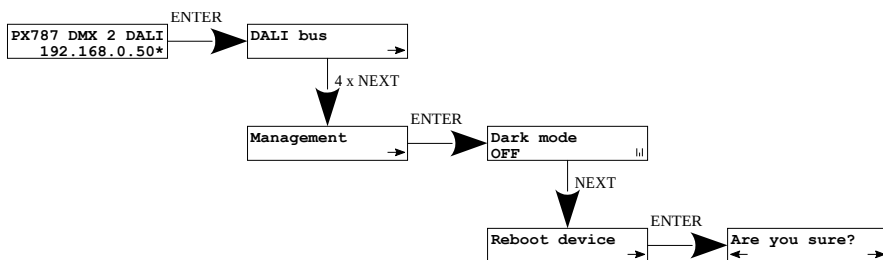 ENTER
PX787 DMX 2 DALI
192.168.0.50*
DALI bus
4 x NEXT
Management
ENTER
Dark mode
OFF
NEXT
Reboot device
ENTER
Are you sure?